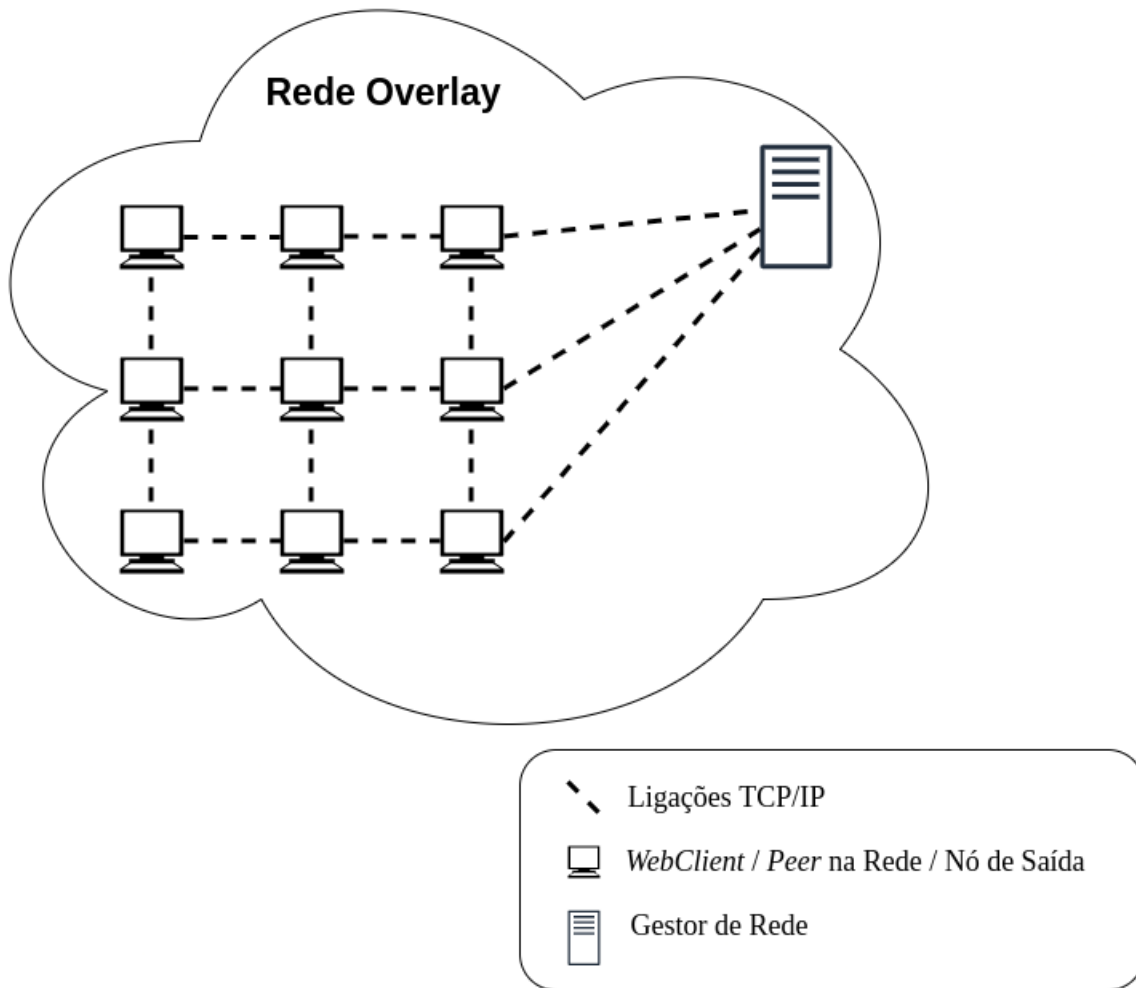 Rede Overlay
Ligações TCP/IP
WebClient / Peer na Rede / Nó de Saída
Gestor de Rede